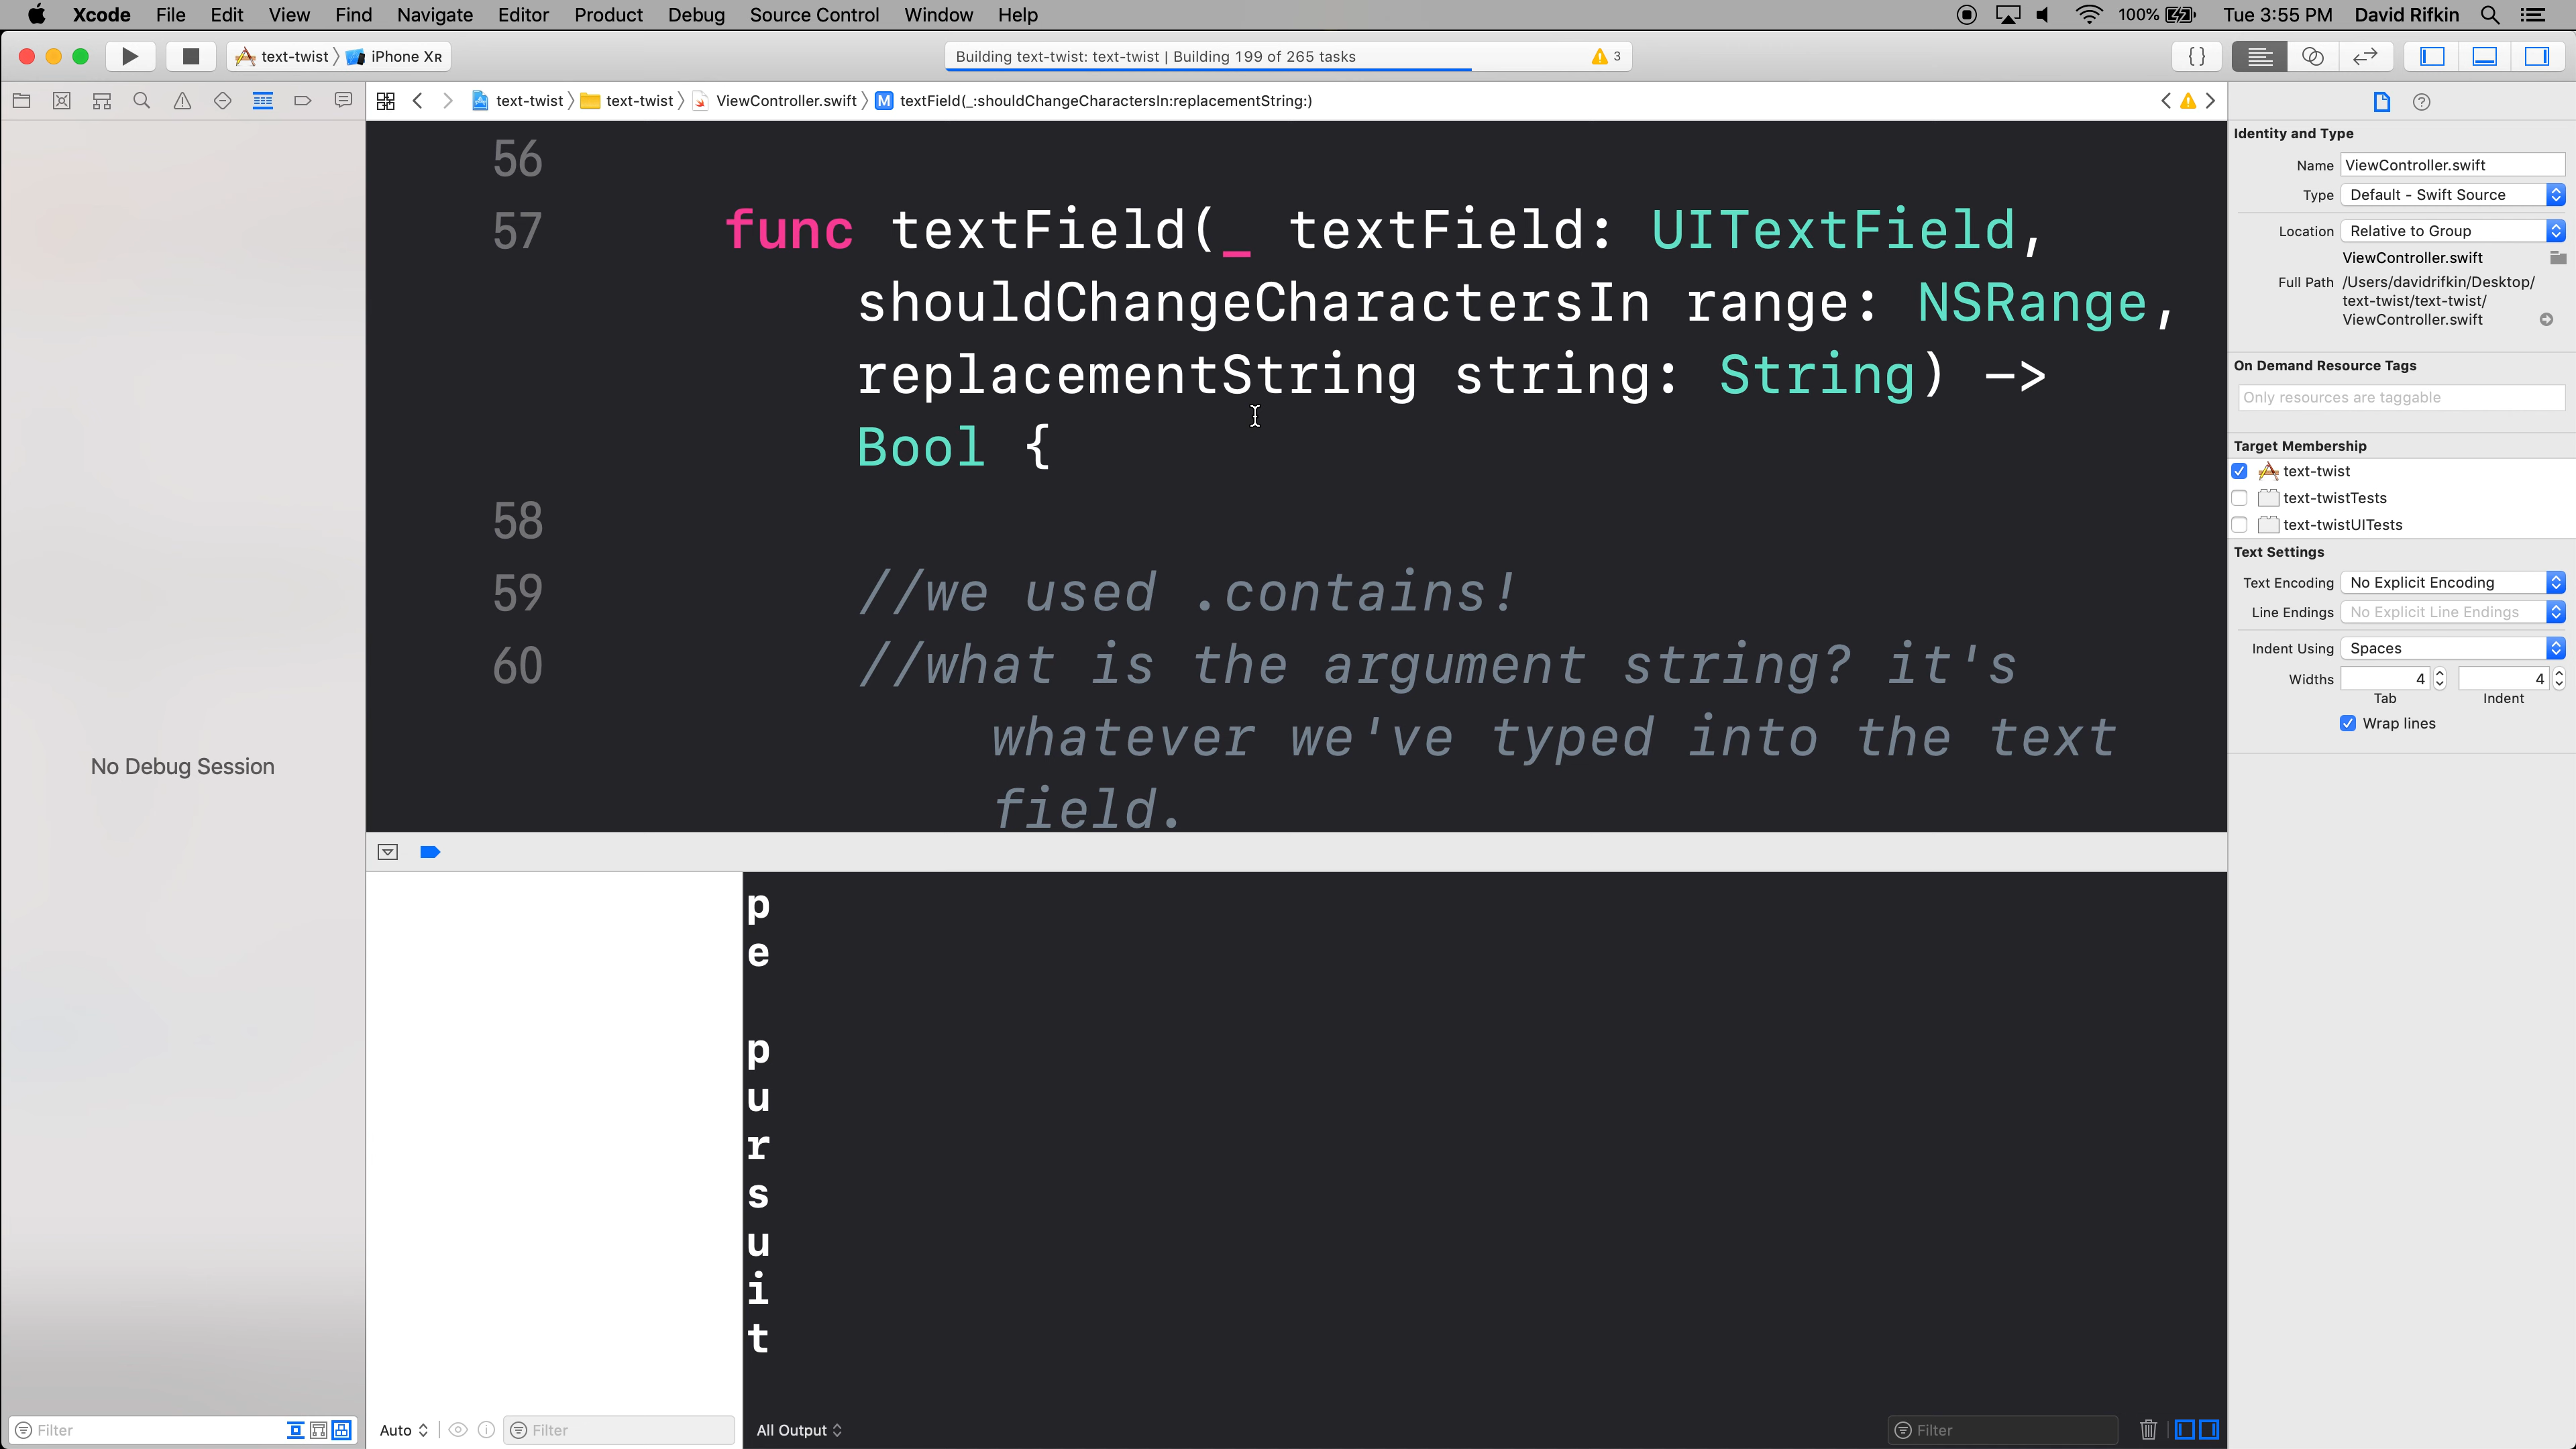 Xcode File Edit View Find Navigate Editor Product Debug Source Control Window Help 100% Tue 3:55 PM David Rifkin
text-twist iPhone XR Building text-twist: text-twist | Building 199 of 265 tasks 3 {}
text-twist text-twist ViewController.swift M textField(_:shouldChangeCharactersIn:replacementString:)
No Debug Session
Filter
56
57 func textField(_ textField: UITextField,
shouldChangeCharactersIn range: NSRange,
replacementString string: String) ->
Bool {
58
59 //we used .contains!
60 //what is the argument string? it's
whatever we've typed into the text
field.
p
e
p
u
r
s
u
i
t
Auto Filter
All Output Filter
Identity and Type
Name ViewController.swift
Type Default - Swift Source
Location Relative to Group
ViewController.swift
Full Path /Users/davidrifkin/Desktop/
text-twist/text-twist/
ViewController.swift
On Demand Resource Tags
Only resources are taggable
Target Membership
text-twist
text-twistTests
text-twistUITests
Text Settings
Text Encoding No Explicit Encoding
Line Endings No Explicit Line Endings
Indent Using Spaces
Widths 4 4
Tab Indent
Wrap lines